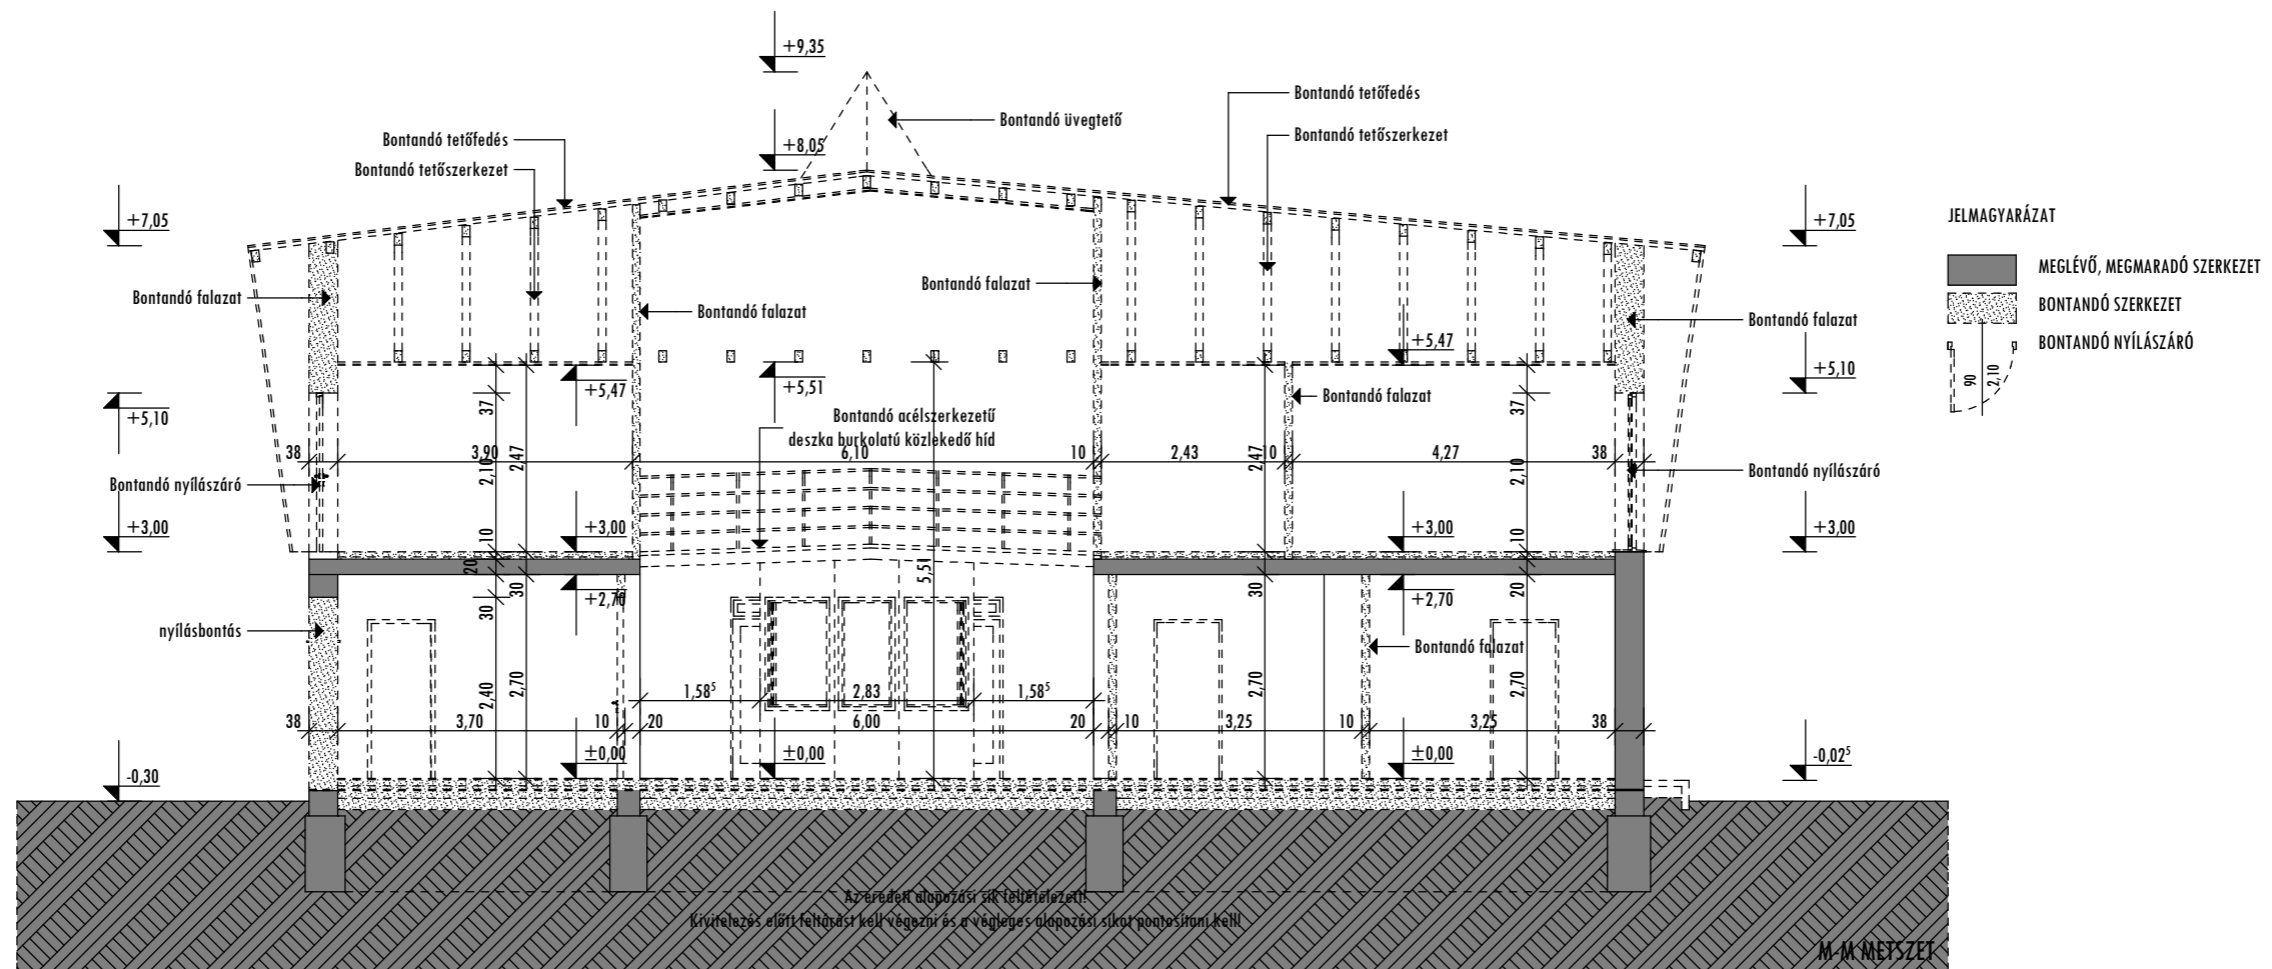 +9,35
Bontandó tetőfedés
Bontandó üvegtető
Bontandó tetőfedés
Bontandó tetőszerkezet
+8,05
Bontandó tetőszerkezet
+7,05
+7,05
JELMAGYARÁZAT
MEGLÉVŐ, MEGMARADÓ SZERKEZET
BONTANDÓ SZERKEZET
BONTANDÓ NYÍLÁSZÁRÓ
90
2,10
Bontandó falazat
Bontandó falazat
Bontandó falazat
Bontandó falazat
+5,47
+5,10
+5,47
+5,51
+5,10
Bontandó falazat
37
37
Bontandó acélszerkezetű
deszka burkolatú közlekedő híd
38
3,90
6,10
10
2,43
10
4,27
38
2,10
2,47
2,47
2,10
Bontandó nyílászáró
Bontandó nyílászáró
+3,00
+3,00
+3,00
+3,00
10
10
20
30
30
5,51
30
20
+2,70
+2,70
nyílásbontás
Bontandó falazat
2,40
2,70
2,70
2,70
1,58⁵
2,83
1,58⁵
38
3,70
10
20
6,00
20
10
3,25
10
3,25
38
-0,30
±0,00
±0,00
±0,00
-0,02⁵
Az eredeti alapozási sík feltételezett!
Kivitelezés előtt feltárást kell végezni és a végleges alapozási síkot pontosítani kell!
M-M METSZET